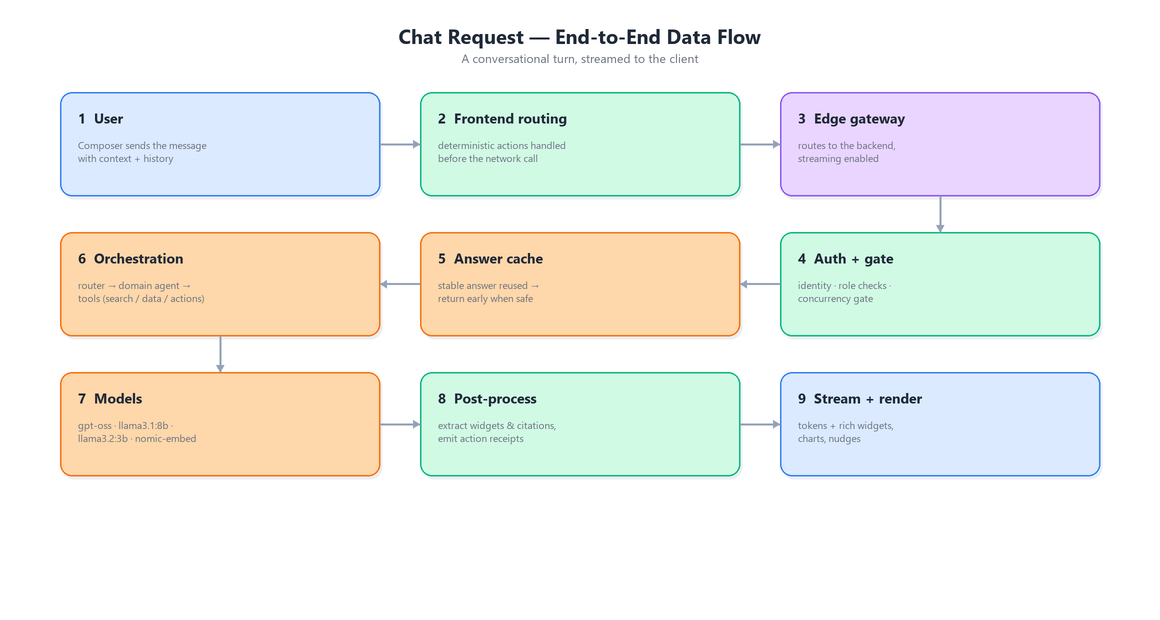 Chat Request — End-to-End Data Flow
A conversational turn, streamed to the client
1 User
Composer sends the message
with context + history
2 Frontend routing
deterministic actions handled
before the network call
3 Edge gateway
routes to the backend,
streaming enabled
4 Auth + gate
identity · role checks ·
concurrency gate
5 Answer cache
stable answer reused →
return early when safe
6 Orchestration
router → domain agent →
tools (search / data / actions)
7 Models
gpt-oss · llama3.1:8b ·
llama3.2:3b · nomic-embed
8 Post-process
extract widgets & citations,
emit action receipts
9 Stream + render
tokens + rich widgets,
charts, nudges